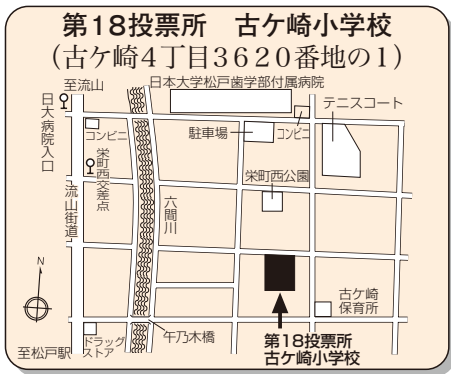 第18投票所　古ケ崎小学校
（古ケ崎4丁目3620番地の1）
至流山
日本大学松戸歯学部付属病院
日大病院入口
コンビニ
駐車場
コンビニ
テニスコート
栄町西交差点
栄町西公園
流山街道
六間川
N
古ケ崎
保育所
午乃木橋
ドラッグ
ストア
至松戸駅
第18投票所
古ケ崎小学校